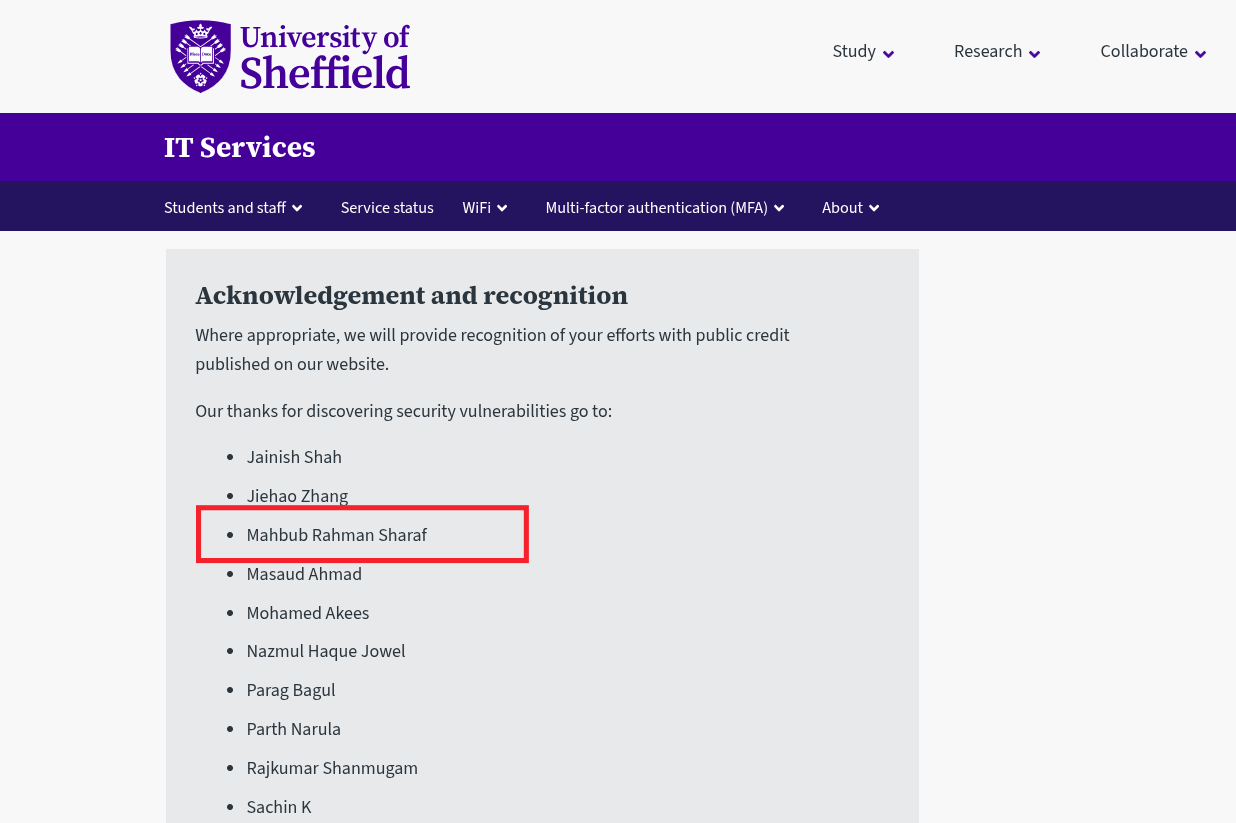 University of
Sheffield
Study
Research
Collaborate
IT Services
Students and staff
Service status
WiFi
Multi-factor authentication (MFA)
About
Acknowledgement and recognition
Where appropriate, we will provide recognition of your efforts with public credit
published on our website.
Our thanks for discovering security vulnerabilities go to:
Jainish Shah
Jiehao Zhang
Mahbub Rahman Sharaf
Masaud Ahmad
Mohamed Akees
Nazmul Haque Jowel
Parag Bagul
Parth Narula
Rajkumar Shanmugam
Sachin K